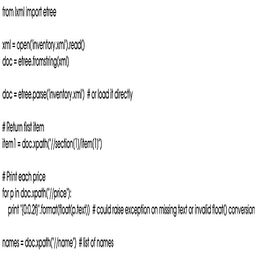 from lxml import etree
xml = open('inventory.xml').read()
doc = etree.fromstring(xml)
doc = etree.parse('inventory.xml') # or load it directly
# Return first item
item1 = doc.xpath("//section[1]/item[1]")
# Print each price
for p in doc.xpath("//price"):
print "{0:0.2f}".format(float(p.text)) # could raise exception on missing text or invalid float() conversion
names = doc.xpath("//name") # list of names